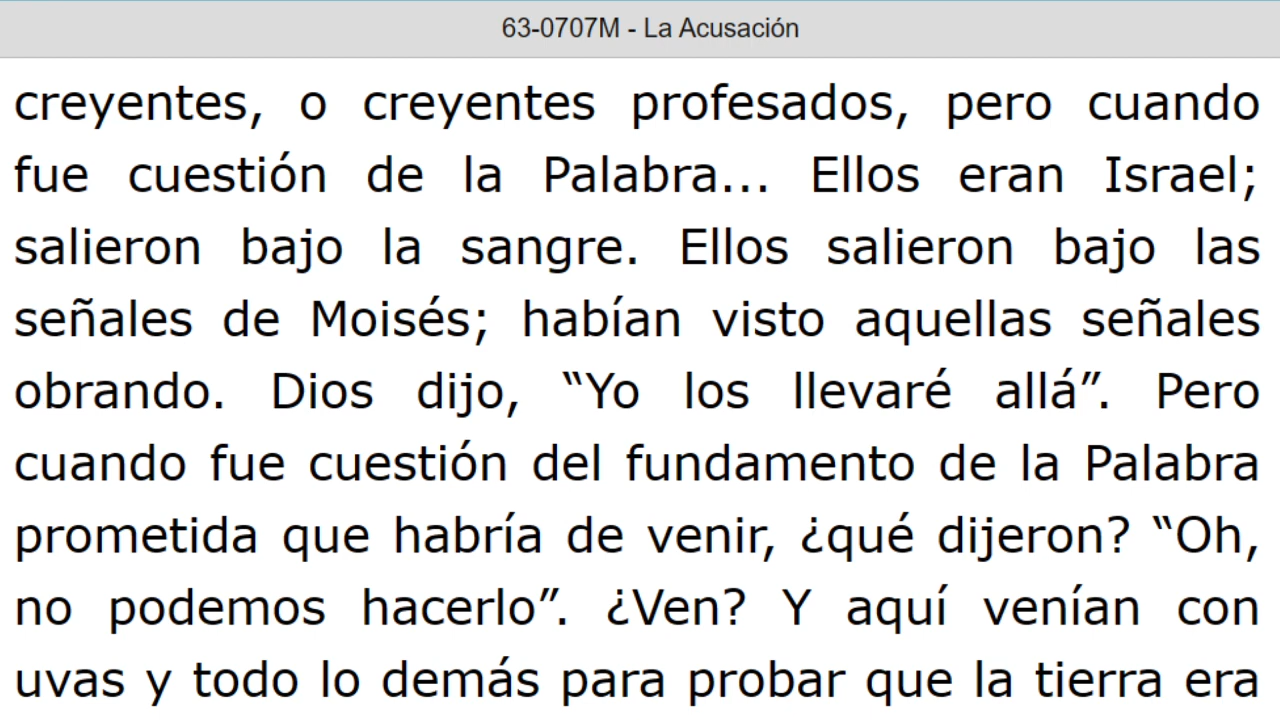 63-0707M - La Acusación
creyentes, o creyentes profesados, pero cuando
fue cuestión de la Palabra... Ellos eran Israel;
salieron bajo la sangre. Ellos salieron bajo las
señales de Moisés; habían visto aquellas señales
obrando. Dios dijo, “Yo los llevaré allá”. Pero
cuando fue cuestión del fundamento de la Palabra
prometida que habría de venir, ¿qué dijeron? “Oh,
no podemos hacerlo”. ¿Ven? Y aquí venían con
uvas y todo lo demás para probar que la tierra era